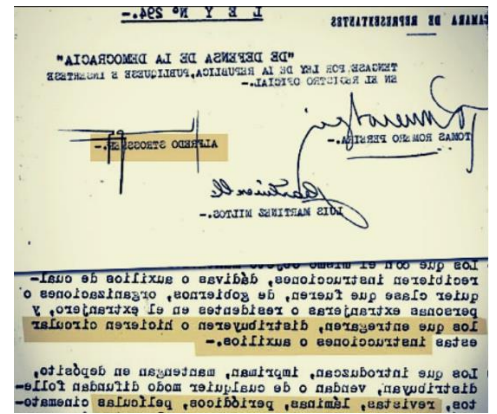 CAMARA DE REPRESENTANTES
L E Y Nº 294.-
"DE DEFENSA DE LA DEMOCRACIA"
TENGASE POR LEY DE LA REPUBLICA, PUBLIQUESE E INSERTESE
EN EL REGISTRO OFICIAL.-
TOMAS ROMERO PEREIRA.-
ALFREDO STROESSNER.-
LUIS MARTINEZ MILTOS.-
Los que con el mismo objeto
recibieren instrucciones, dádivas o auxilios de cual-
quier clase que fueren, de gobiernos, organizaciones o
personas extranjeras o residentes en el extranjero, y
los que entregaren, distribuyeren o hicieren circular
estas instrucciones o auxilios.-
Los que introduzcan, impriman, mantengan en depósito,
distribuyan, vendan o de cualquier modo difundan folle-
tos, revistas, láminas, periódicos, películas cinemato-